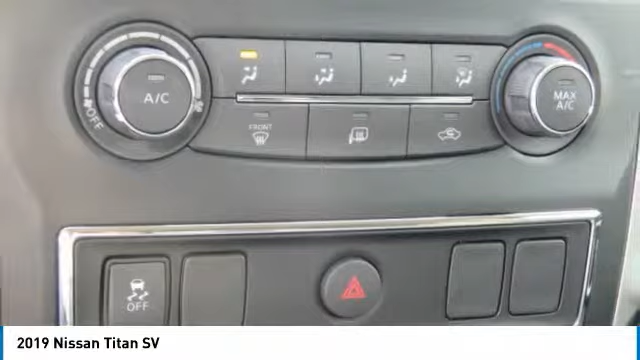 A/C
OFF
MAX
A/C
FRONT
OFF
2019 Nissan Titan SV